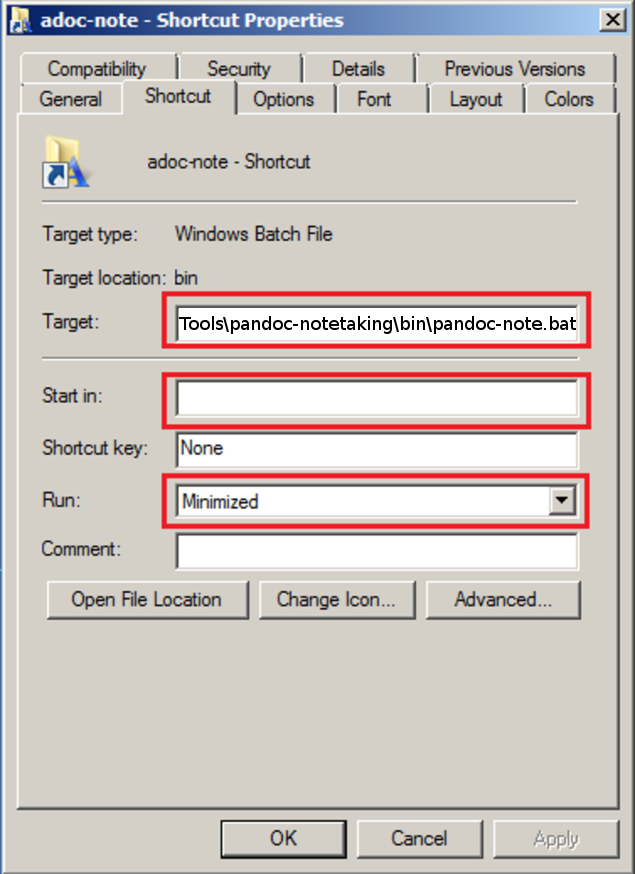 adoc-note - Shortcut Properties
Compatibility Security Details Previous Versions
General Shortcut Options Font Layout Colors
adoc-note - Shortcut
Target type: Windows Batch File
Target location: bin
Target: Tools\pandoc-notetaking\bin\pandoc-note.bat
Start in:
Shortcut key: None
Run: Minimized
Comment:
Open File Location Change Icon... Advanced...
OK Cancel Apply